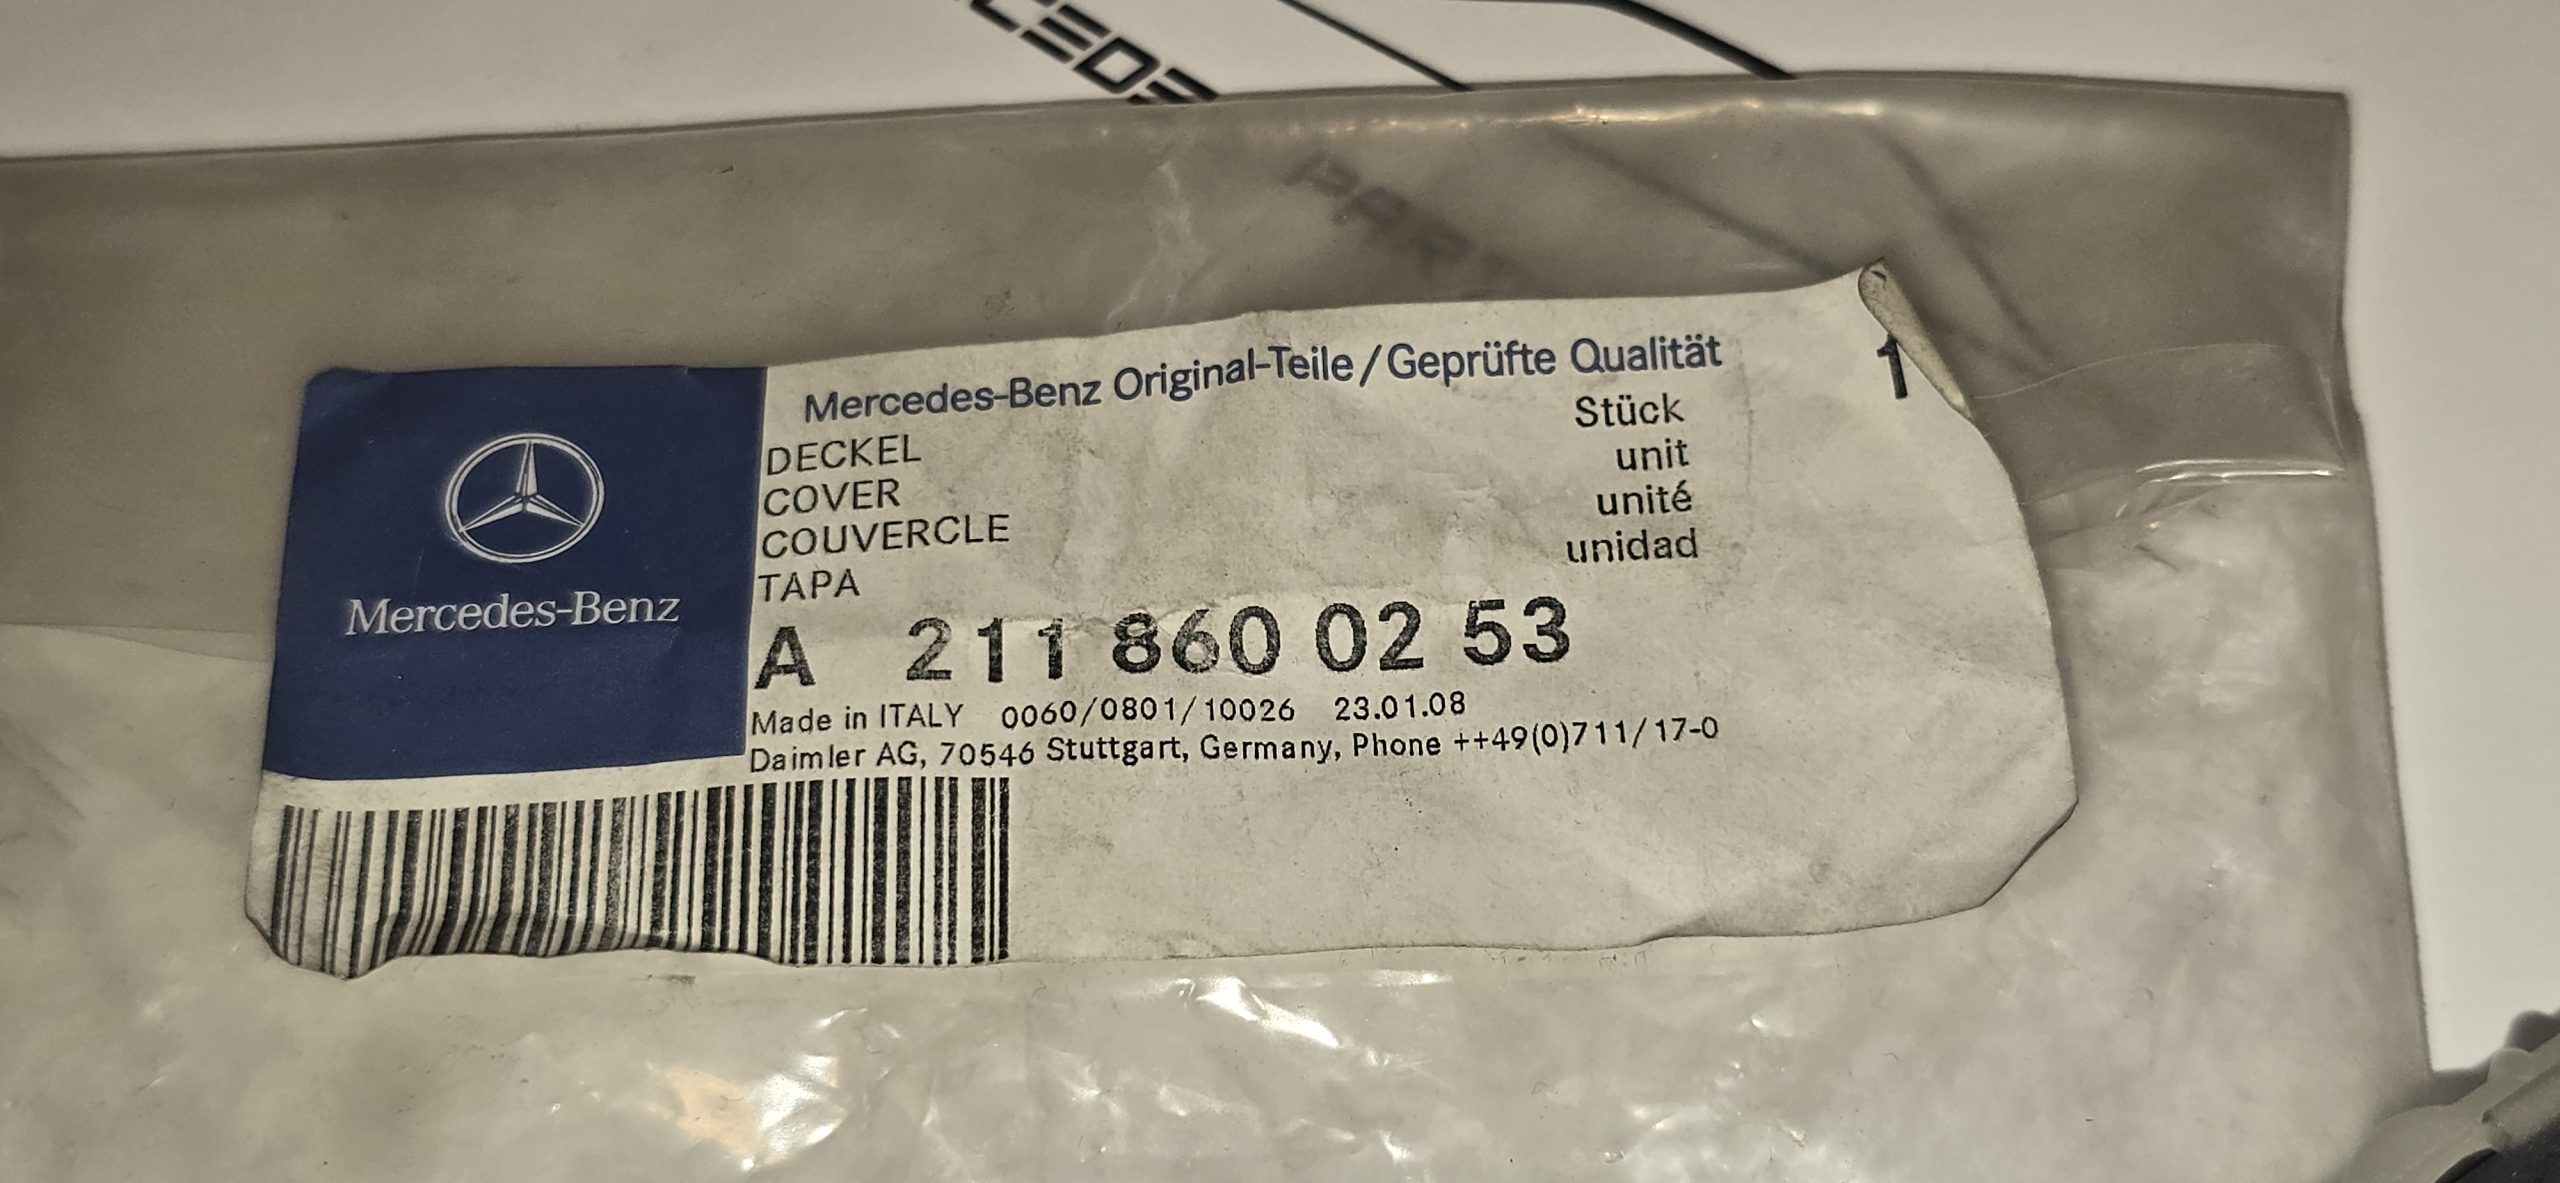 CEDE
PAR
Mercedes-Benz Original-Teile/Geprüfte Qualität
1
DECKEL Stück
COVER unit
COUVERCLE unité
TAPA unidad
Mercedes-Benz
A 211 860 02 53
Made in ITALY 0060/0801/10026 23.01.08
Daimler AG, 70546 Stuttgart, Germany, Phone ++49(0)711/17-0